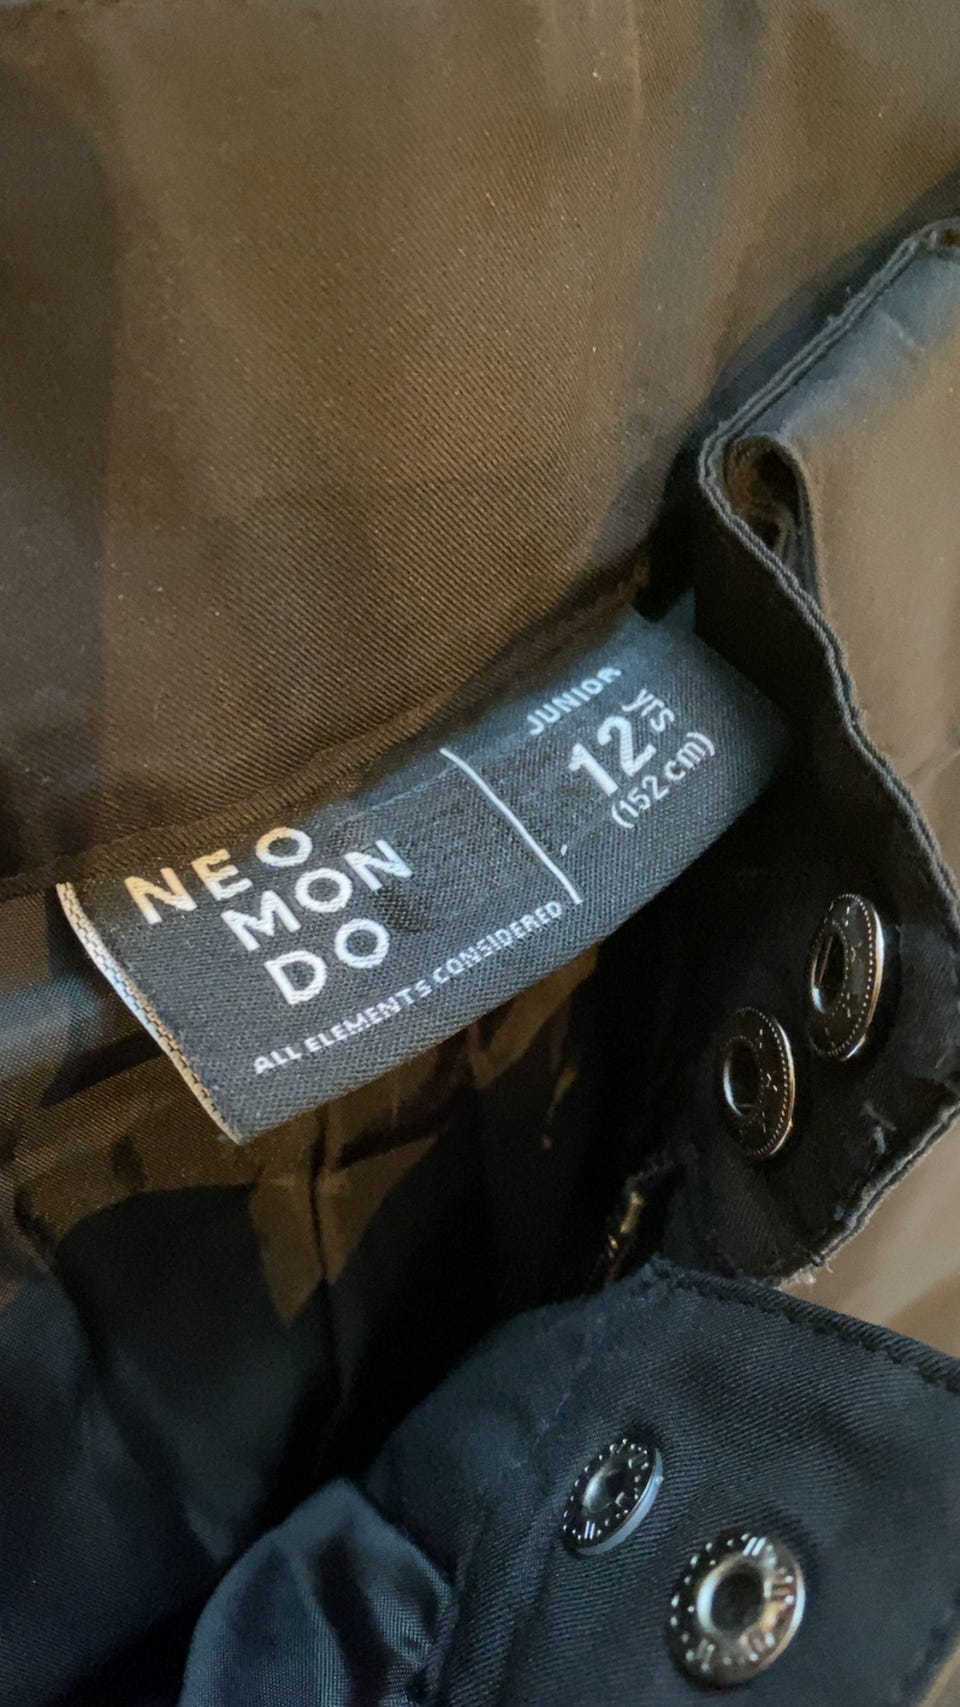 NEO
MON
DO
ALL ELEMENTS CONSIDERED
JUNIOR
12 yrs
(152 cm)